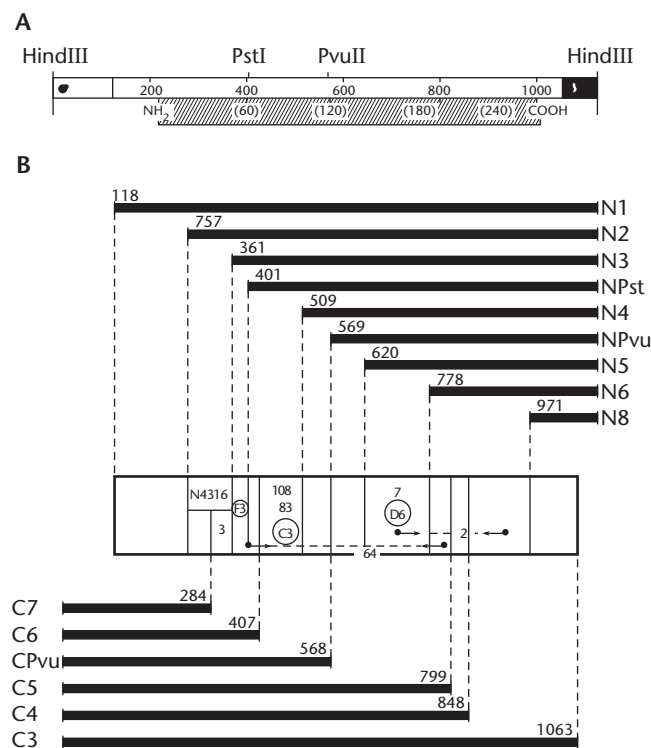 A
HindIII PstI PvuII HindIII
200 400 600 800 1000
NH2 (60) (120) (180) (240) COOH
B
118 N1
757 N2
361 N3
401 NPst
509 N4
569 NPvu
620 N5
778 N6
971 N8
N4316 F3 108 7
83 D6
3 C3 2
64
C7 284
C6 407
CPvu 568
C5 799
C4 848
C3 1063